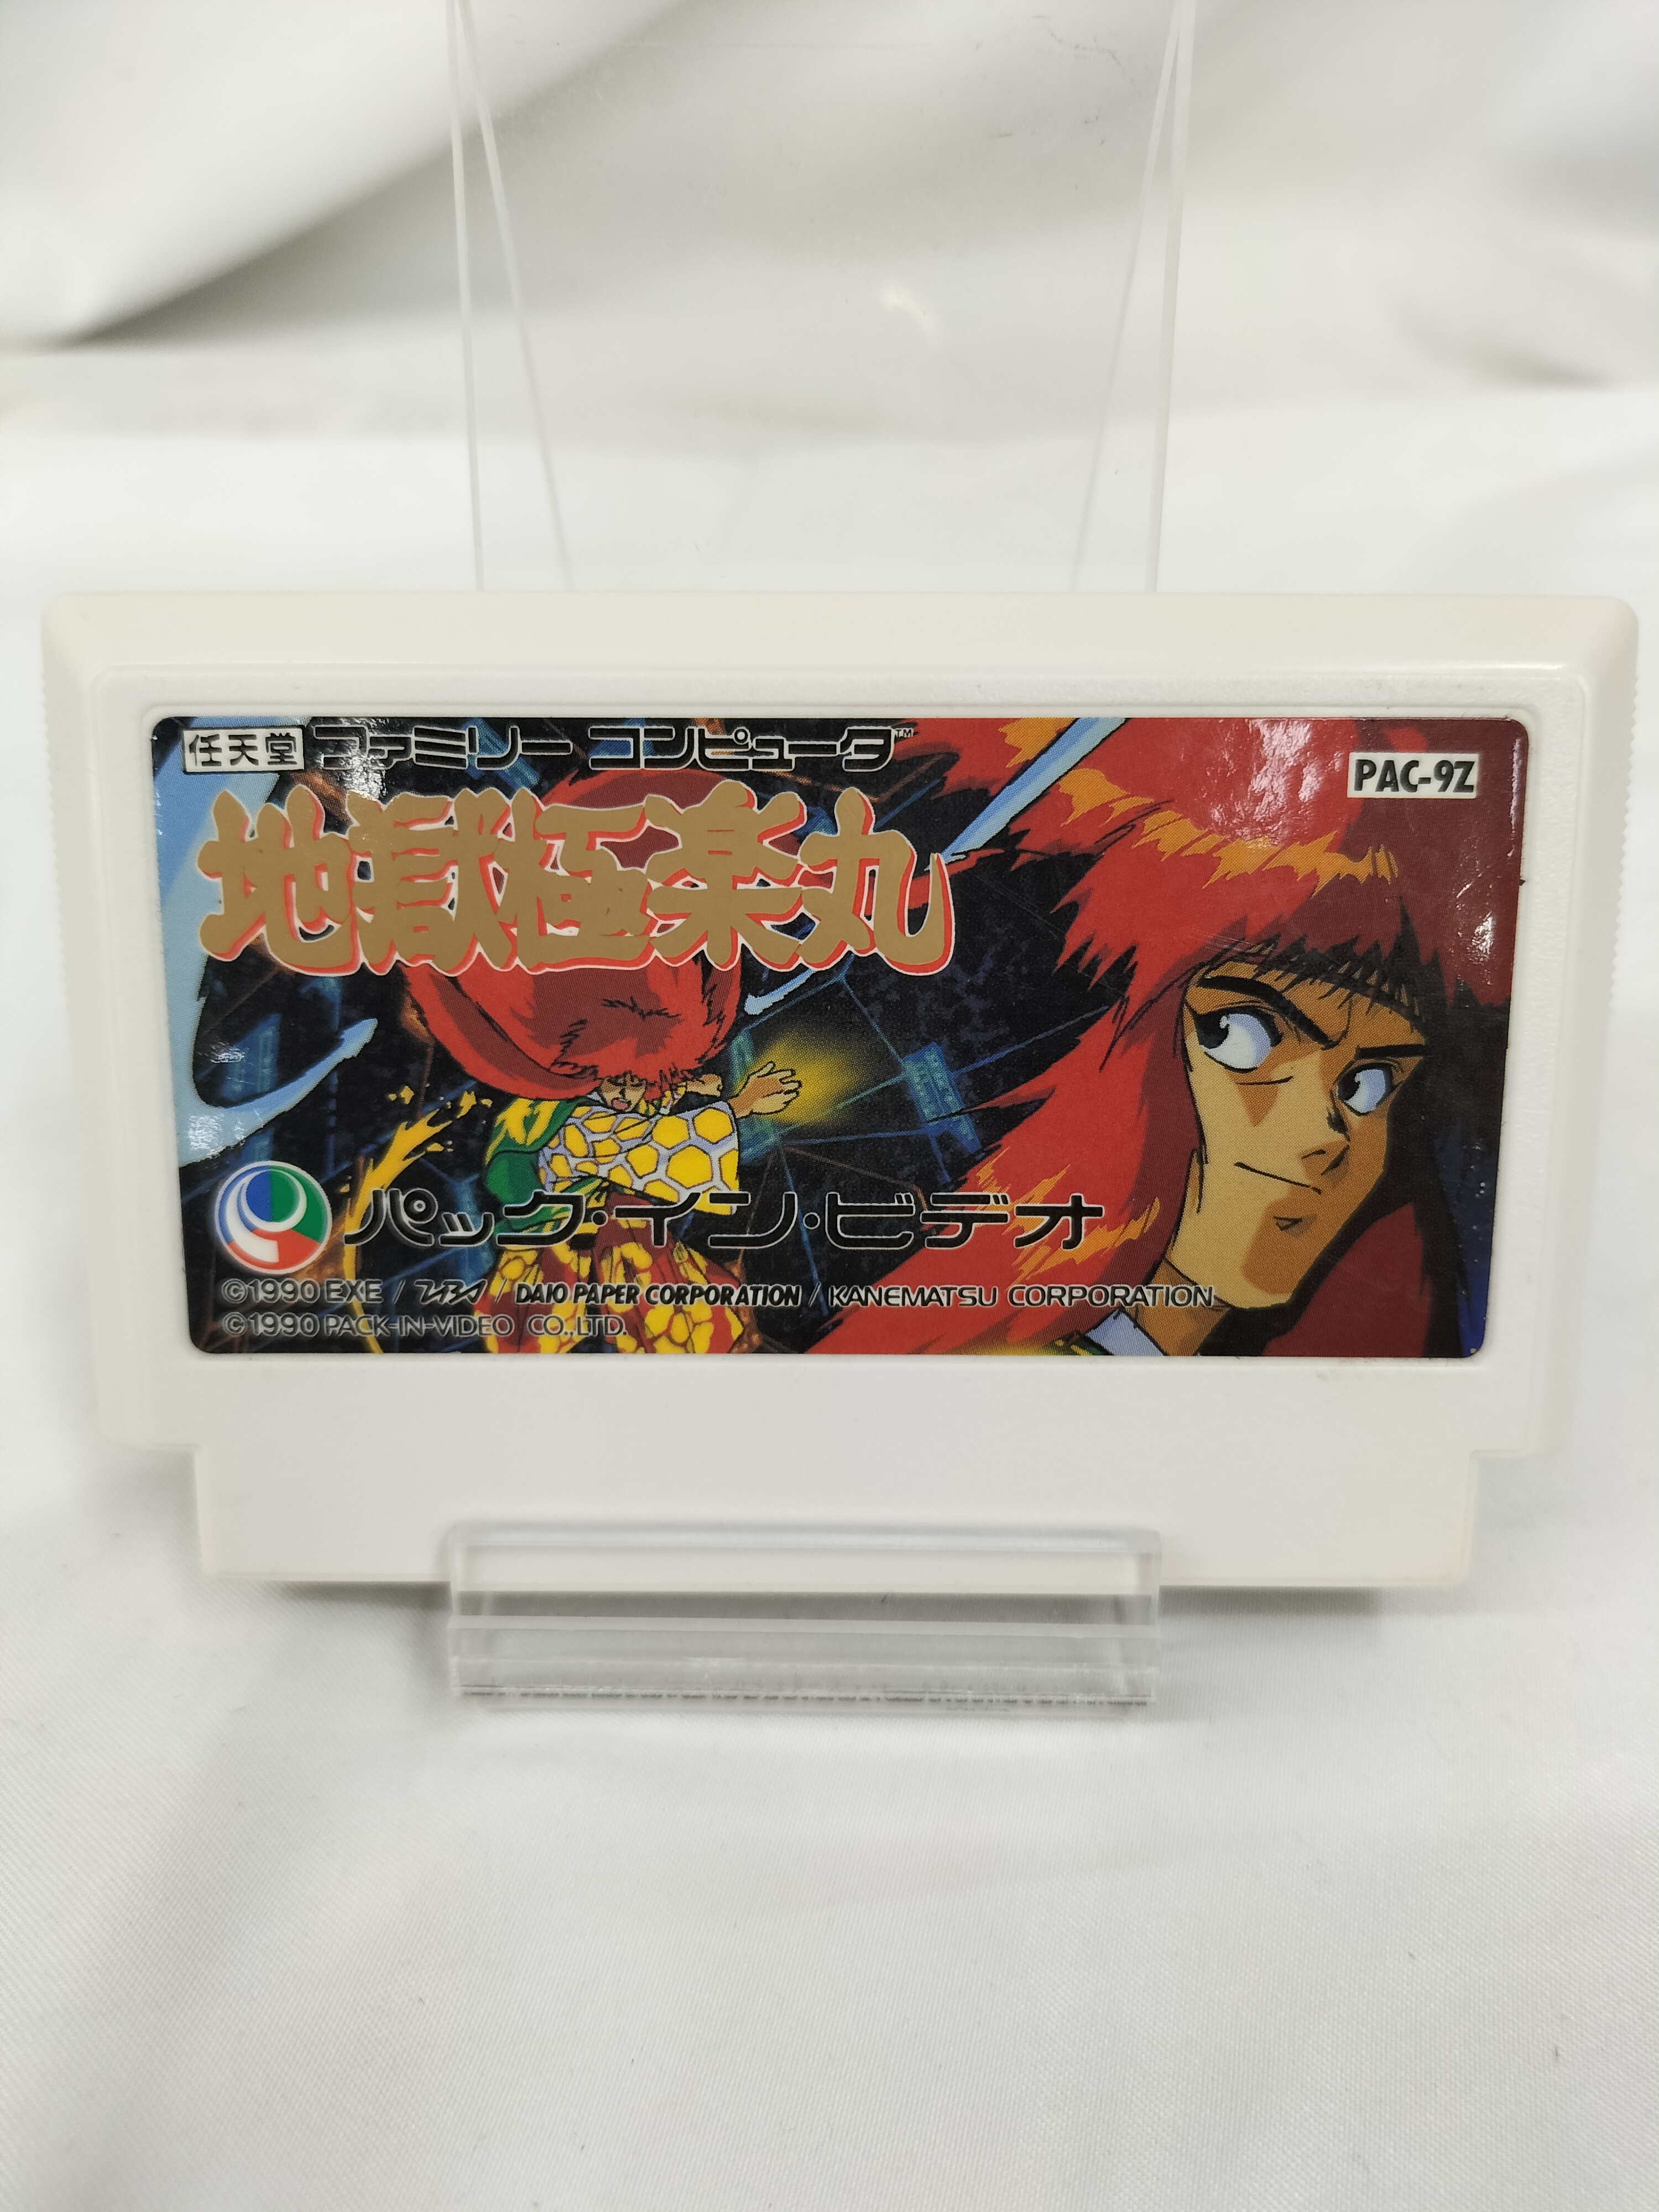 任天堂 ファミリー コンピュータ™
PAC-9Z
地獄極楽丸
パック・イン・ビデオ
©1990 EXE / TBS / DAIO PAPER CORPORATION / KANEMATSU CORPORATION
©1990 PACK-IN-VIDEO CO.,LTD.